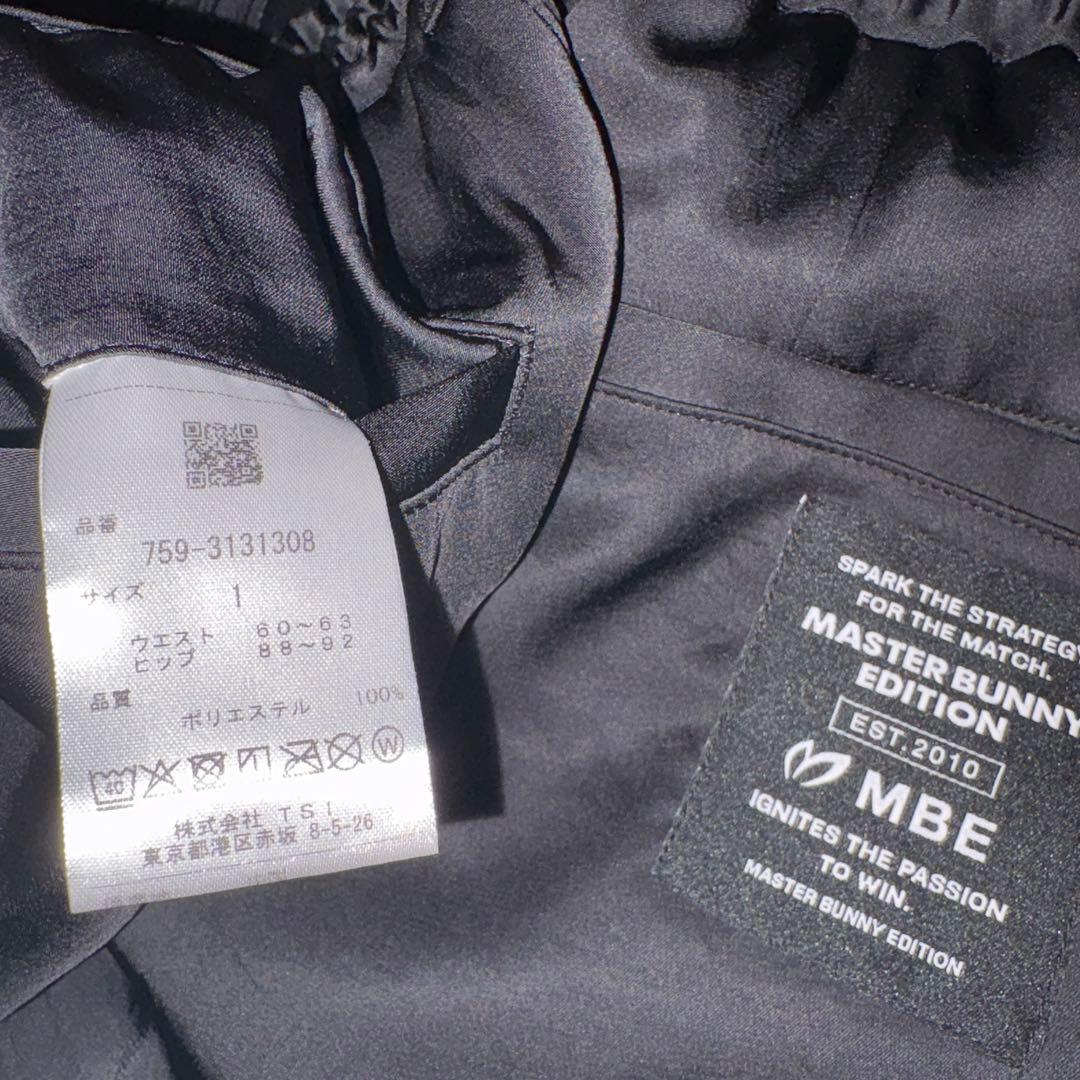 品番
759-3131308
サイズ 1
ウエスト 60~63
ヒップ 88~92
品質
ポリエステル 100%
40 W
株式会社 TSI
東京都港区赤坂 8-5-26
SPARK THE STRATEGY
FOR THE MATCH.
MASTER BUNNY
EDITION
EST.2010
MBE
IGNITES THE PASSION
TO WIN.
MASTER BUNNY EDITION